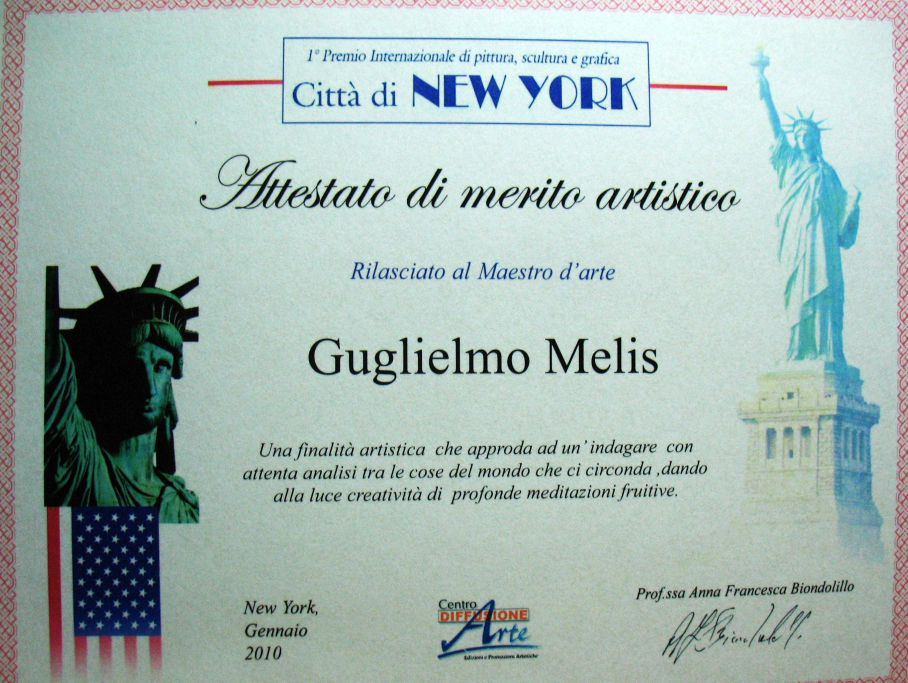 1° Premio Internazionale di pittura, scultura e grafica
Città di NEW YORK
Attestato di merito artistico
Rilasciato al Maestro d'arte
Guglielmo Melis
Una finalità artistica che approda ad un' indagare con
attenta analisi tra le cose del mondo che ci circonda ,dando
alla luce creatività di profonde meditazioni fruitive.
New York,
Gennaio
2010
Centro
DIFFUSIONE
Arte
Edizioni e Promozioni Artistiche
Prof.ssa Anna Francesca Biondolillo